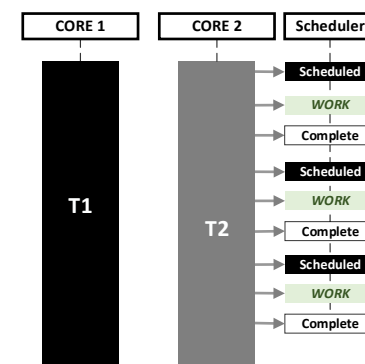 CORE 1
CORE 2
Scheduler
Scheduled
WORK
Complete
Scheduled
WORK
Complete
Scheduled
WORK
Complete
T1
T2